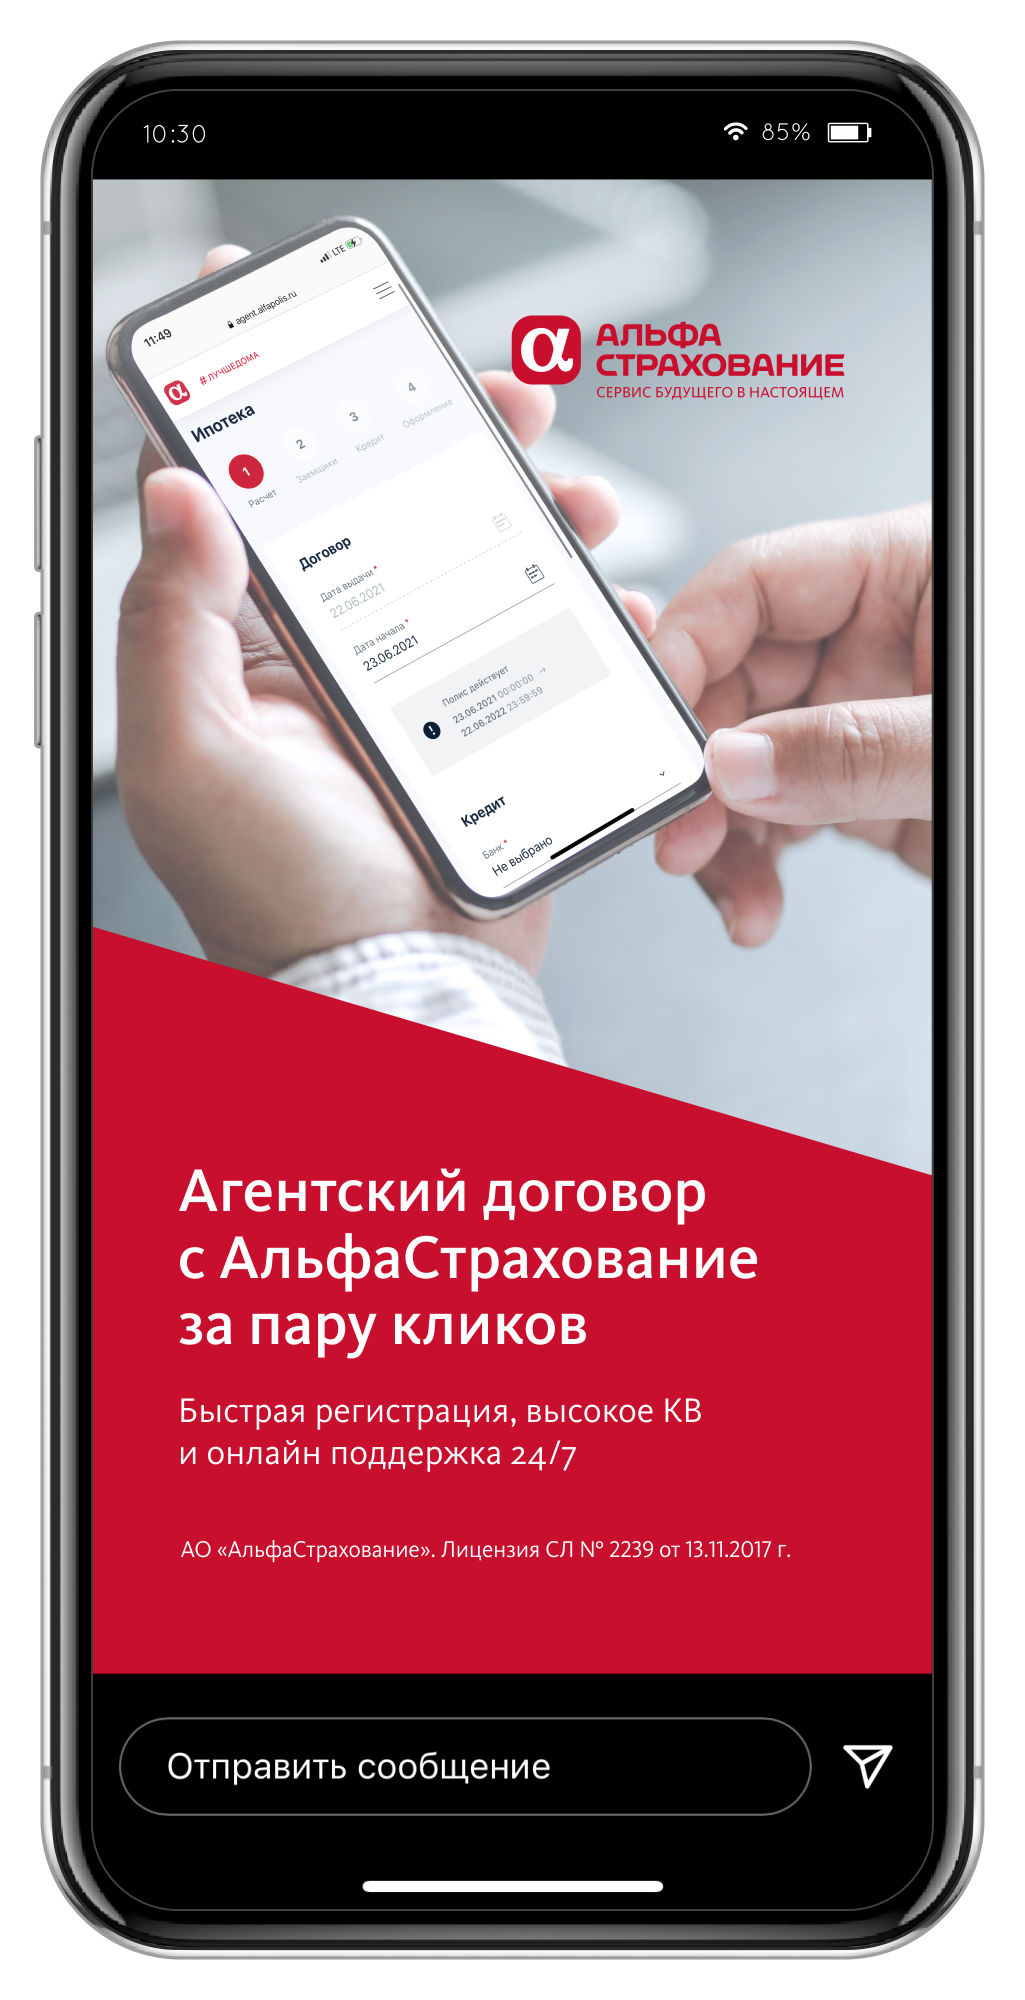 10:30
85%
11:49
LTE
agent.alfapolis.ru
α
#ЛУЧШЕДОМА
Ипотека
1
2
3
4
Расчет
Заемщики
Кредит
Оформление
Договор
Дата выдачи*
22.06.2021
Дата начала*
23.06.2021
Полис действует
23.06.2021 00:00:00 →
22.06.2022 23:59:59
Кредит
Банк*
Не выбрано
α
АЛЬФА
СТРАХОВАНИЕ
СЕРВИС БУДУЩЕГО В НАСТОЯЩЕМ
Агентский договор
с АльфаСтрахование
за пару кликов
Быстрая регистрация, высокое КВ
и онлайн поддержка 24/7
АО «АльфаСтрахование». Лицензия СЛ № 2239 от 13.11.2017 г.
Отправить сообщение